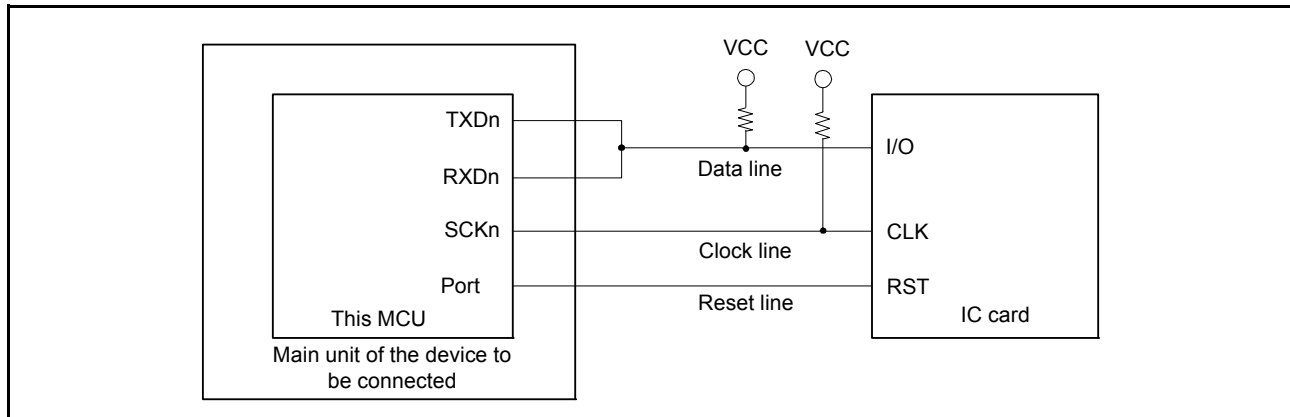 VCC VCC
TXDn
I/O
Data line
RXDn
SCKn
CLK
Clock line
Port
RST
Reset line
This MCU
IC card
Main unit of the device to
be connected